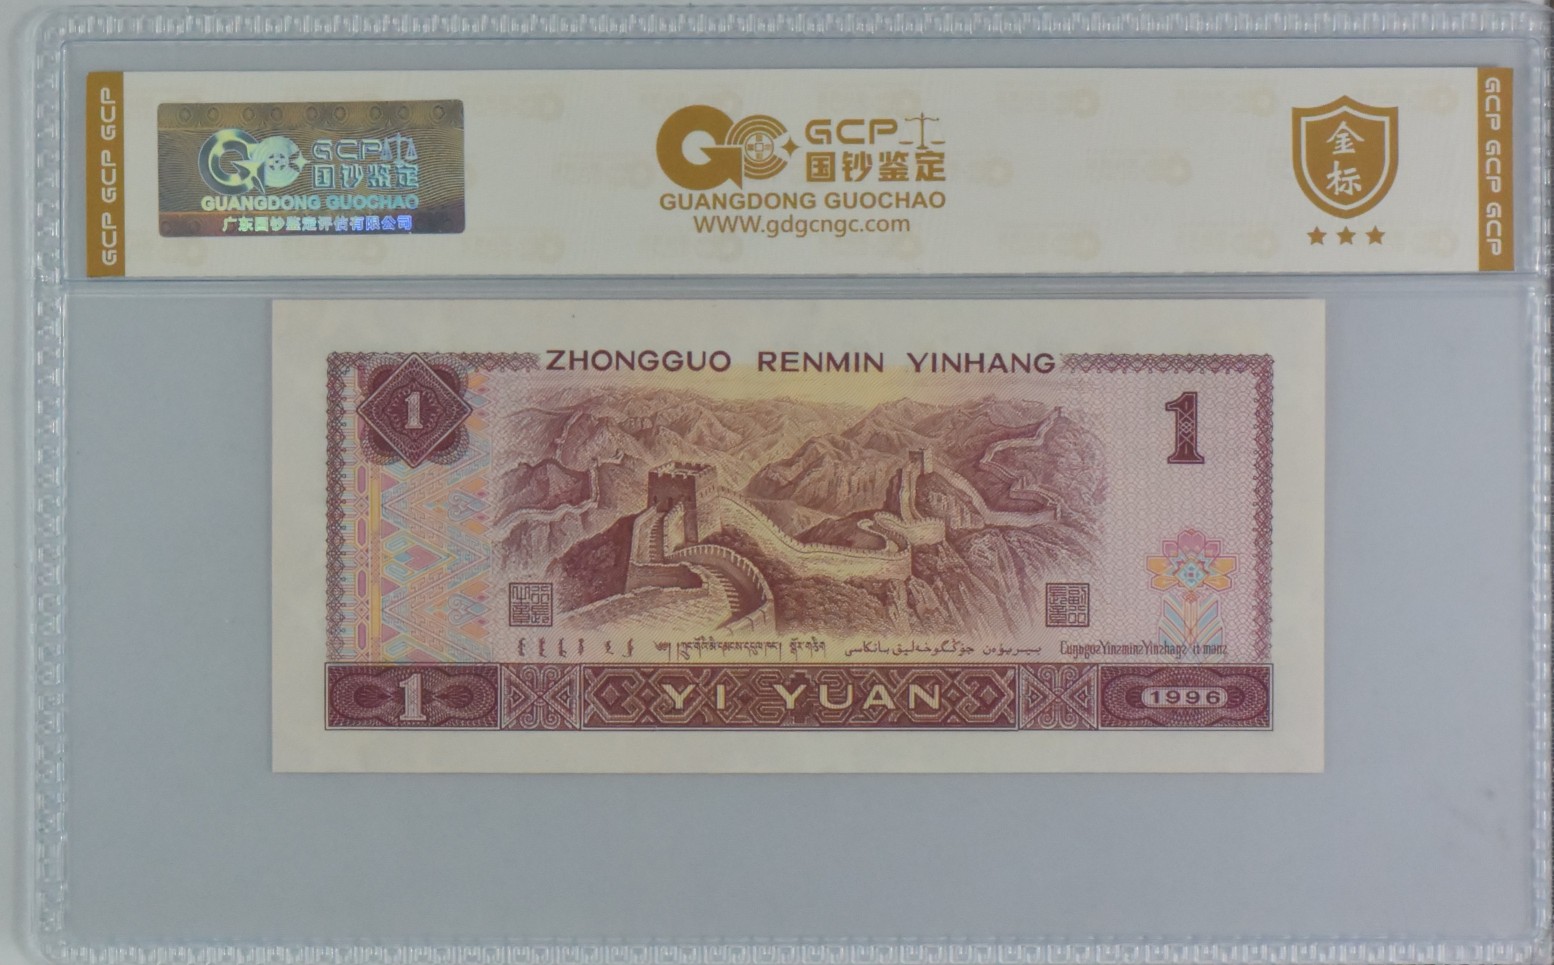 GCP GCP GCP
GCP
国钞鉴定
GUANGDONG GUOCHAO
广东国钞鉴定评估有限公司
GCP
国钞鉴定
GUANGDONG GUOCHAO
www.gdgcngc.com
金标
GCP GCP GCP
ZHONGGUO RENMIN YINHANG
1
1
YI YUAN
1
1996